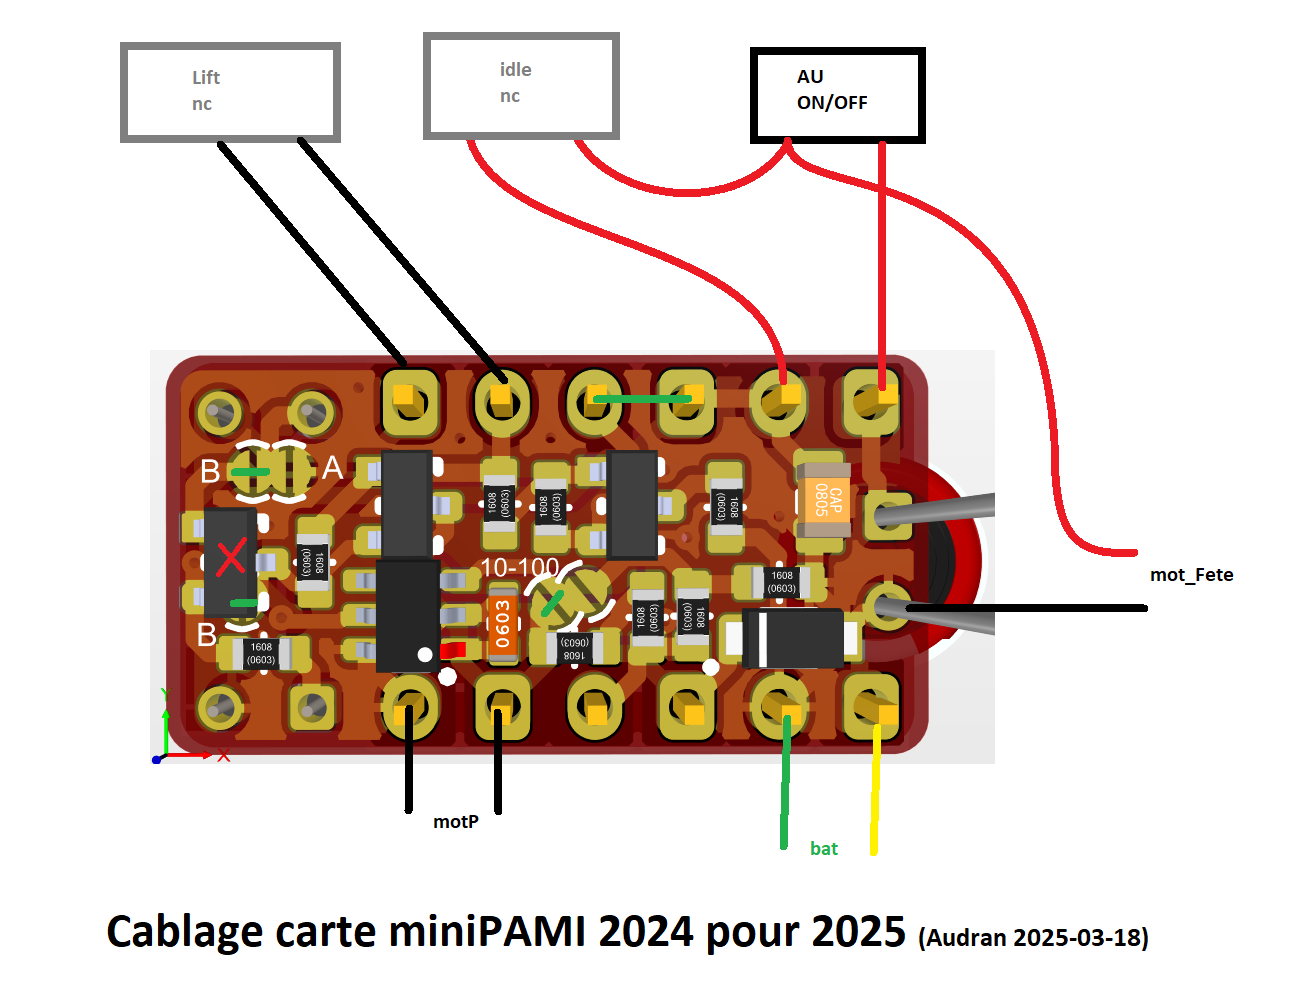 Lift
nc
idle
nc
AU
ON/OFF
B
A
1608
(0603)
1608
(0603)
1608
(0603)
CAP
0805
1608
(0603)
10-100
1608
(0603)
0603
1608
(0603)
1608
(0603)
1608
(0603)
B
1608
(0603)
mot_Fete
Y
X
motP
bat
Cablage carte miniPAMI 2024 pour 2025 (Audran 2025-03-18)